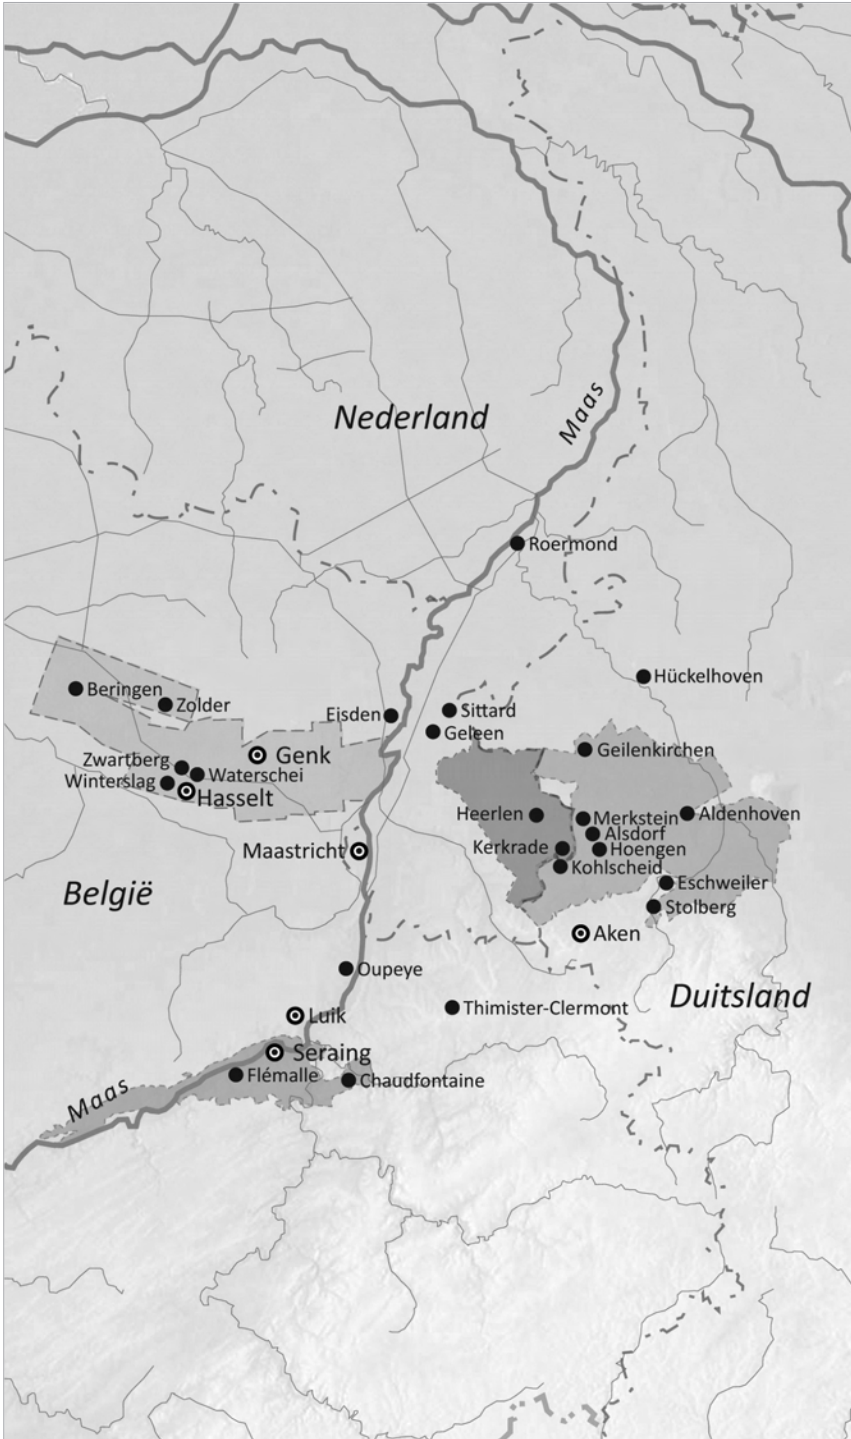 Nederland
Maas
Roermond
Hückelhoven
Beringen
Zolder
Eisden
Sittard
Geleen
Geilenkirchen
Zwartberg
Genk
Waterschei
Winterslag
Hasselt
Heerlen
Merkstein
Aldenhoven
Alsdorf
Maastricht
Kerkrade
Hoengen
Kohlscheid
België
Eschweiler
Stolberg
Aken
Oupeye
Duitsland
Thimister-Clermont
Luik
Seraing
Flémalle
Chaudfontaine
Maas